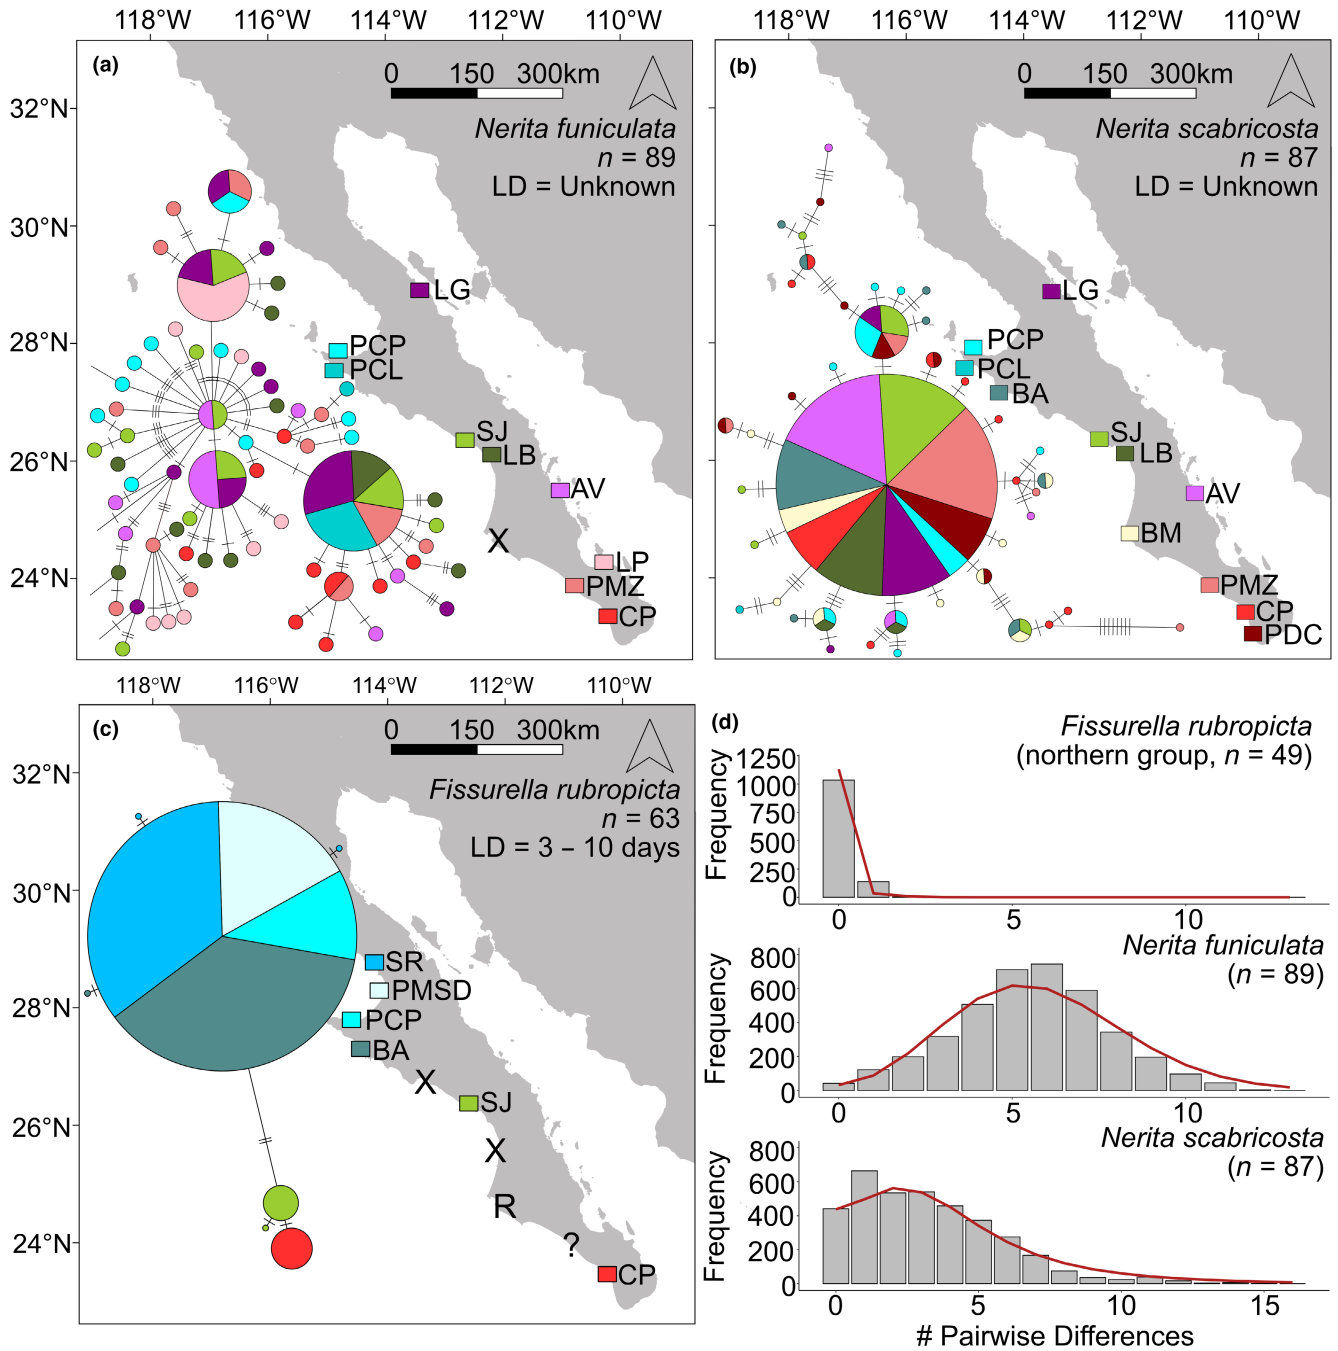 118°W 116°W 114°W 112°W 110°W
118°W 116°W 114°W 112°W 110°W
(a)
0 150 300km
Nerita funiculata
n = 89
LD = Unknown
32°N
30°N
28°N
26°N
24°N
LG
PCP
PCL
SJ
LB
AV
X
LP
PMZ
CP
(b)
0 150 300km
Nerita scabricosta
n = 87
LD = Unknown
LG
PCP
PCL
BA
SJ
LB
AV
BM
PMZ
CP
PDC
118°W 116°W 114°W 112°W 110°W
(c)
0 150 300km
Fissurella rubropicta
n = 63
LD = 3 – 10 days
32°N
30°N
28°N
26°N
24°N
SR
PMSD
PCP
BA
X
SJ
X
R
?
CP
(d)
Fissurella rubropicta
(northern group, n = 49)
Frequency
1250
1000
750
500
250
0
0 5 10
Nerita funiculata
(n = 89)
Frequency
800
600
400
200
0
0 5 10
Nerita scabricosta
(n = 87)
Frequency
800
600
400
200
0
0 5 10 15
# Pairwise Differences